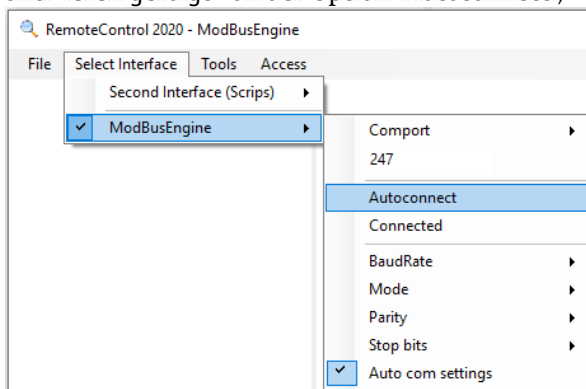 RemoteControl 2020 - ModBusEngine
File Select Interface Tools Access
Second Interface (Scrips)
ModBusEngine
Comport
247
Autoconnect
Connected
BaudRate
Mode
Parity
Stop bits
Auto com settings